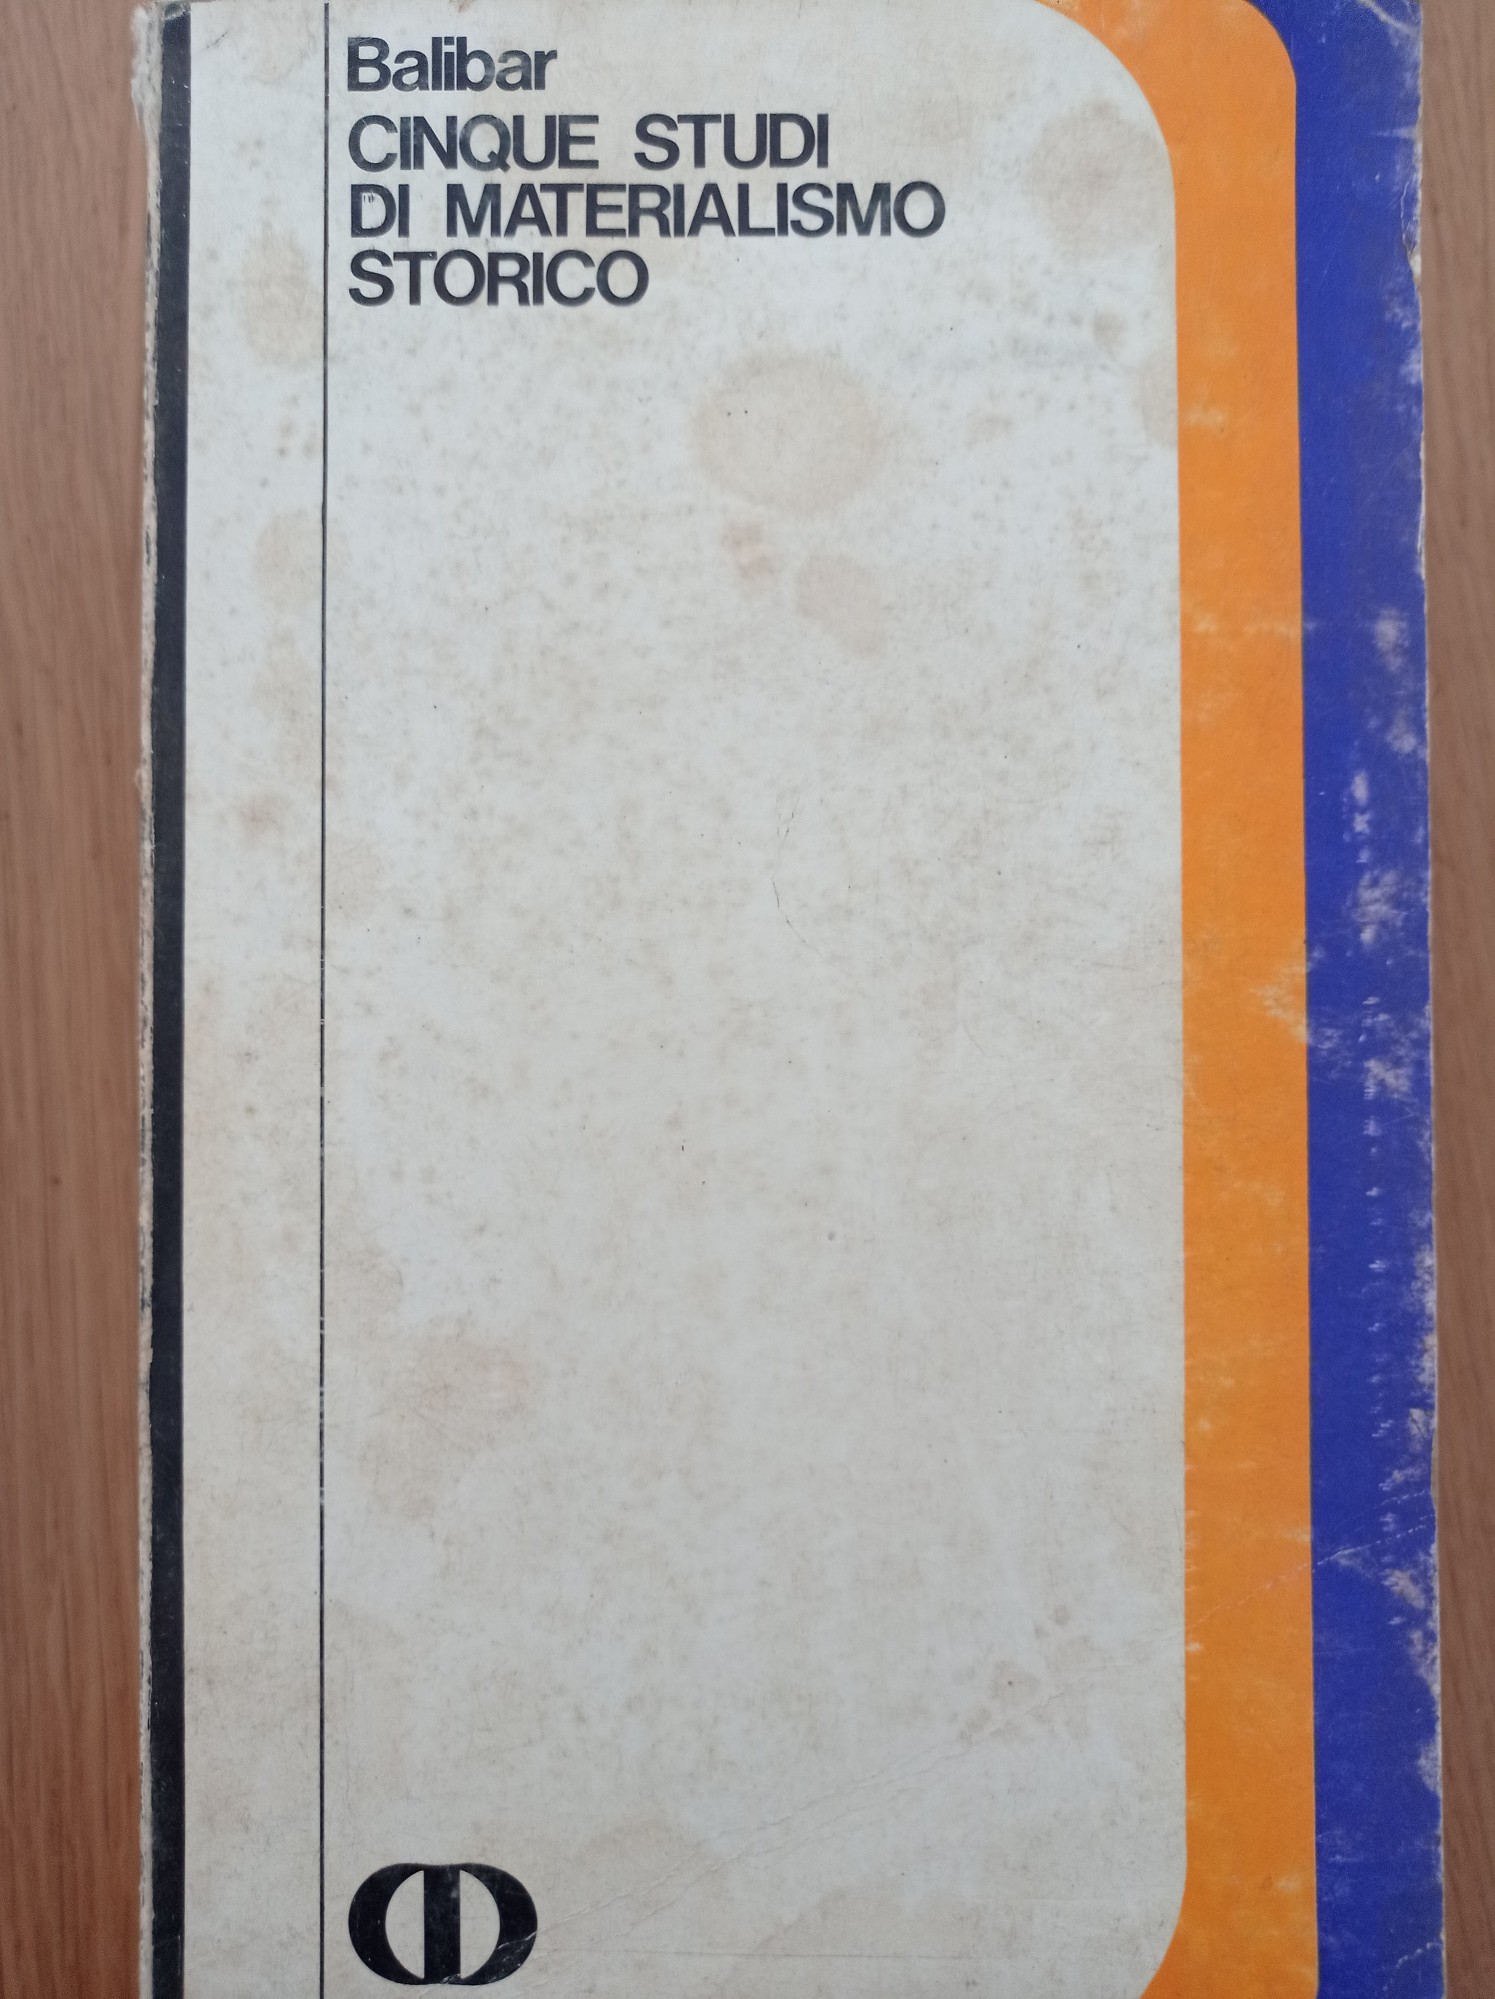 Balibar
CINQUE STUDI
DI MATERIALISMO
STORICO